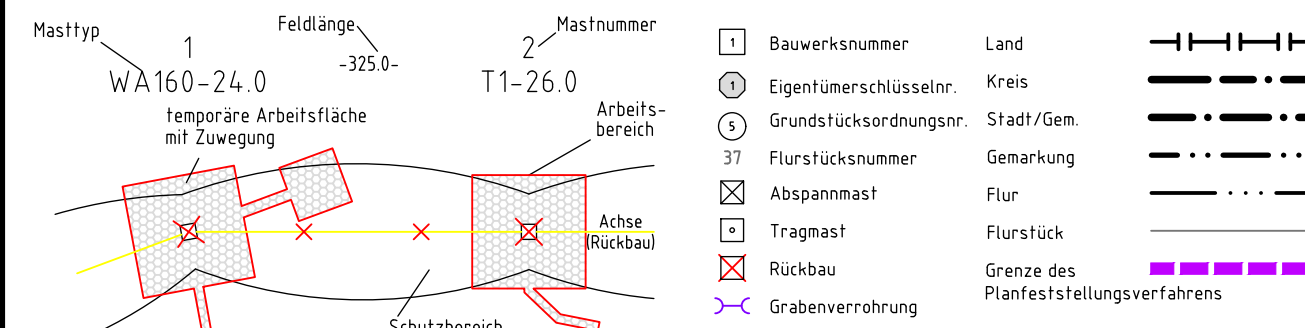 Masttyp
Feldlänge
Mastnummer
1
-325.0-
2
WA160-24.0
T1-26.0
temporäre Arbeitsfläche
mit Zuwegung
Arbeits-
bereich
Achse
(Rückbau)
Schutzbereich
1 Bauwerksnummer
1 Eigentümerschlüsselnr.
5 Grundstücksordnungsnr.
37 Flurstücksnummer
Abspannmast
Tragmast
Rückbau
Grabenverrohrung
Land
Kreis
Stadt/Gem.
Gemarkung
Flur
Flurstück
Grenze des
Planfeststellungsverfahrens